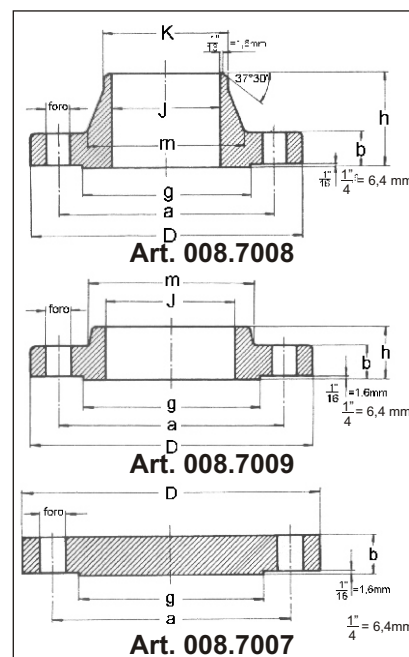 K
1" 16 =1,6mm
37°30'
foro
J
h
m
b
g
1" 16 1" 4 = 6,4 mm
a
D
Art. 008.7008
m
foro
J
h
b
g
1" 16 =1.6mm
a
1" 4 = 6,4 mm
D
Art. 008.7009
D
foro
b
g
1" 16 =1,6mm
a
1" 4 = 6,4mm
Art. 008.7007